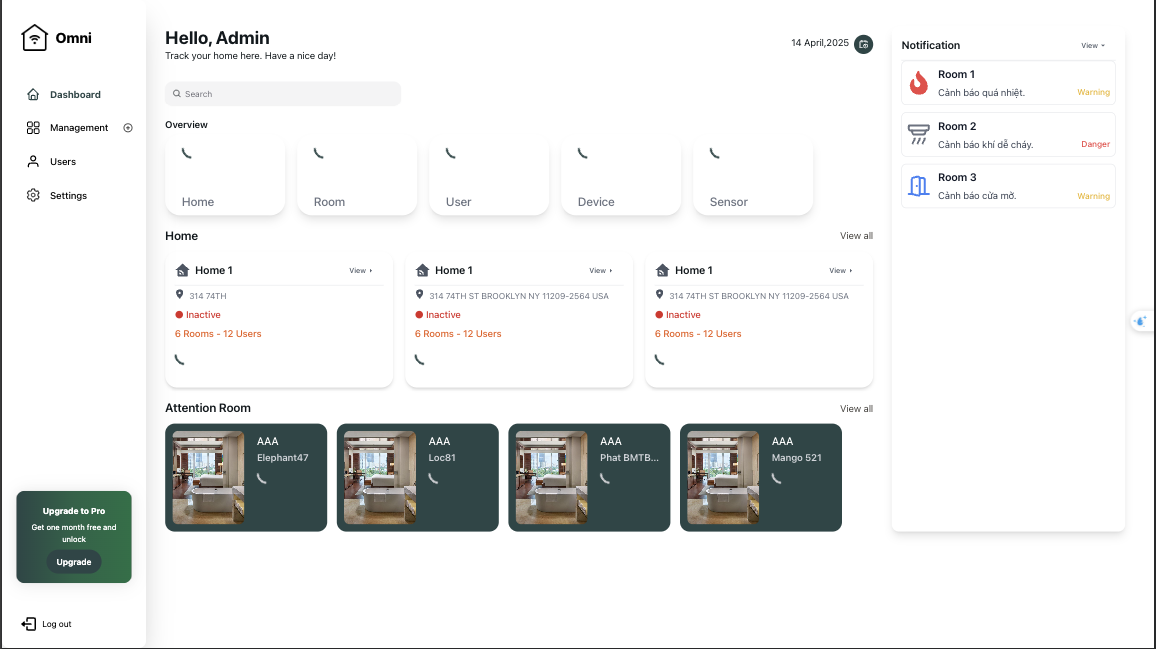 Omni
Dashboard
Management
Users
Settings
Upgrade to Pro
Get one month free and
unlock
Upgrade
Log out
Hello, Admin
Track your home here. Have a nice day!
14 April,2025
Search
Overview
Home
Room
User
Device
Sensor
Home
View all
Home 1
View
314 74TH
Inactive
6 Rooms - 12 Users
Home 1
View
314 74TH ST BROOKLYN NY 11209-2564 USA
Inactive
6 Rooms - 12 Users
Home 1
View
314 74TH ST BROOKLYN NY 11209-2564 USA
Inactive
6 Rooms - 12 Users
Attention Room
View all
AAA
Elephant47
AAA
Loc81
AAA
Phat BMTB...
AAA
Mango 521
Notification
View
Room 1
Cảnh báo quá nhiệt.
Warning
Room 2
Cảnh báo khí dễ cháy.
Danger
Room 3
Cảnh báo cửa mở.
Warning